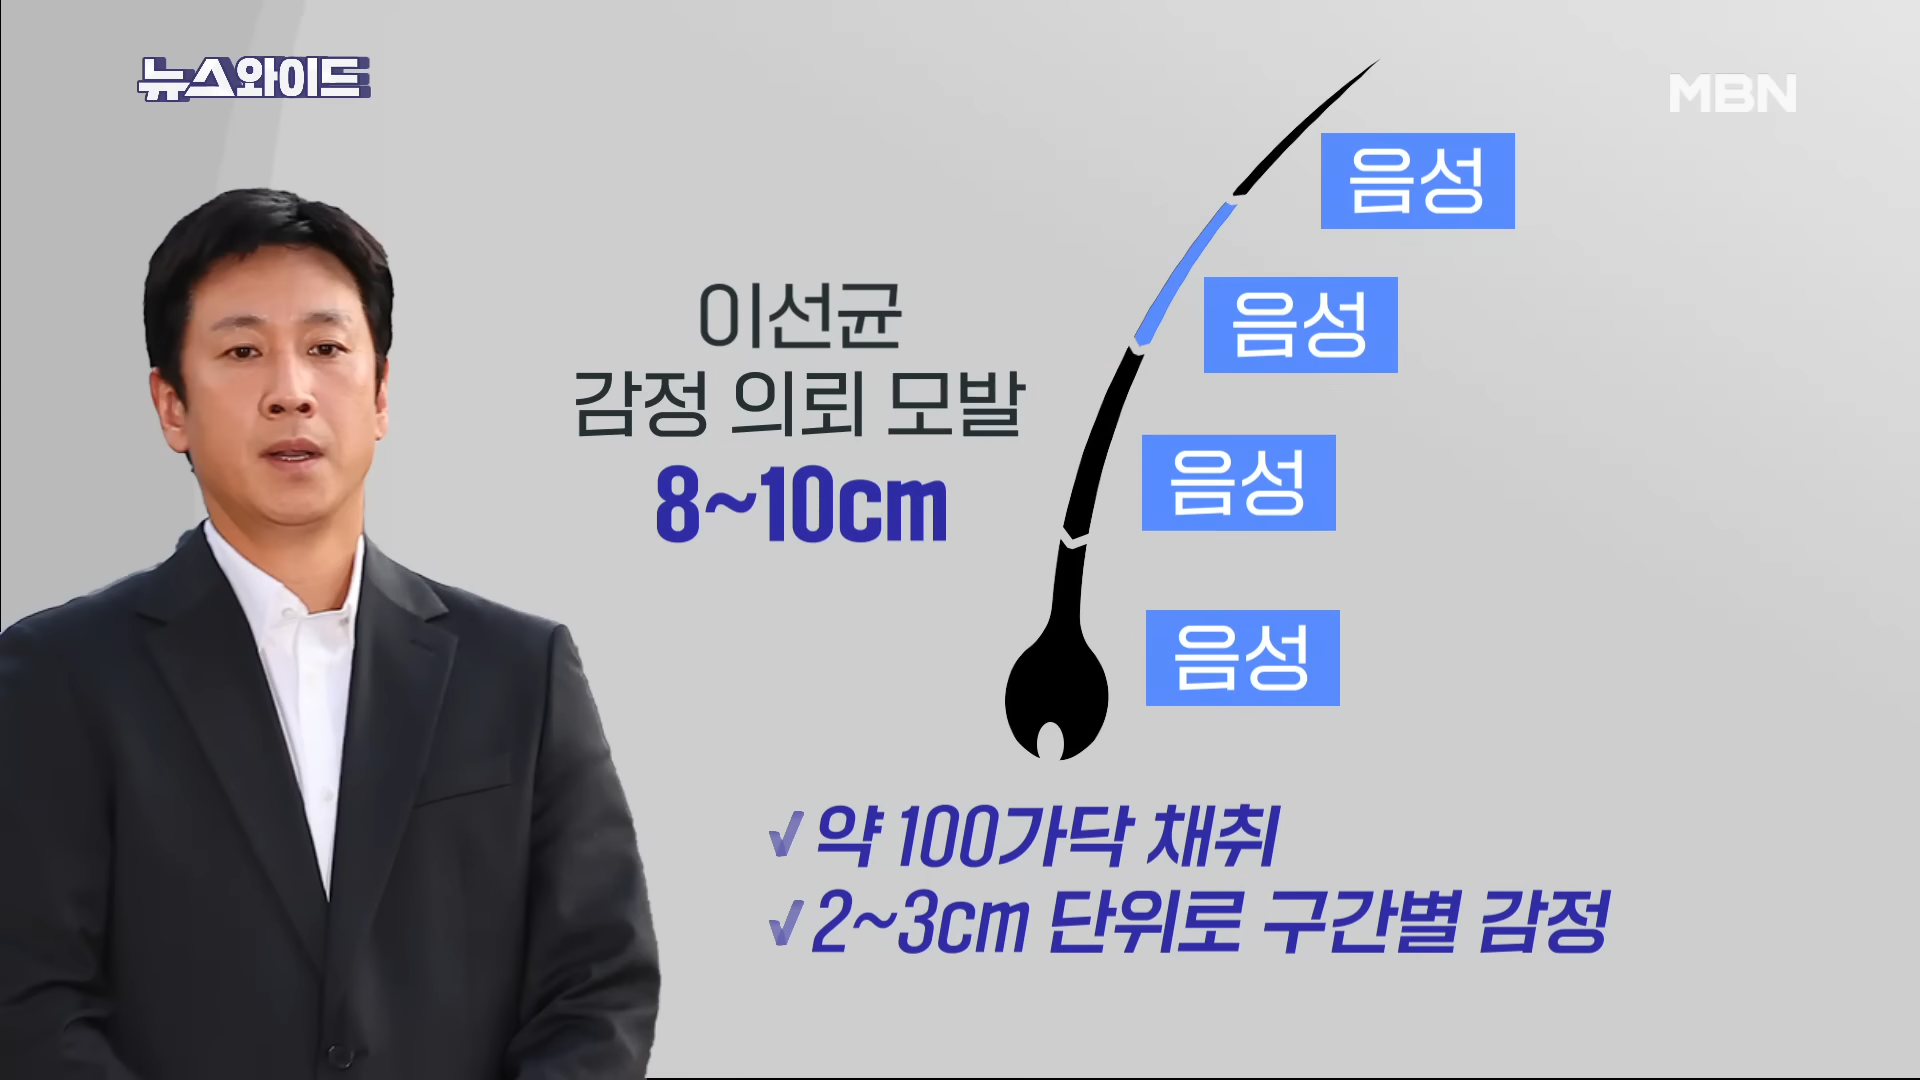 뉴스와이드
MBN
음성
음성
이선균
감정 의뢰 모발
8~10cm
음성
음성
✓약 100가닥 채취
✓2~3cm 단위로 구간별 감정